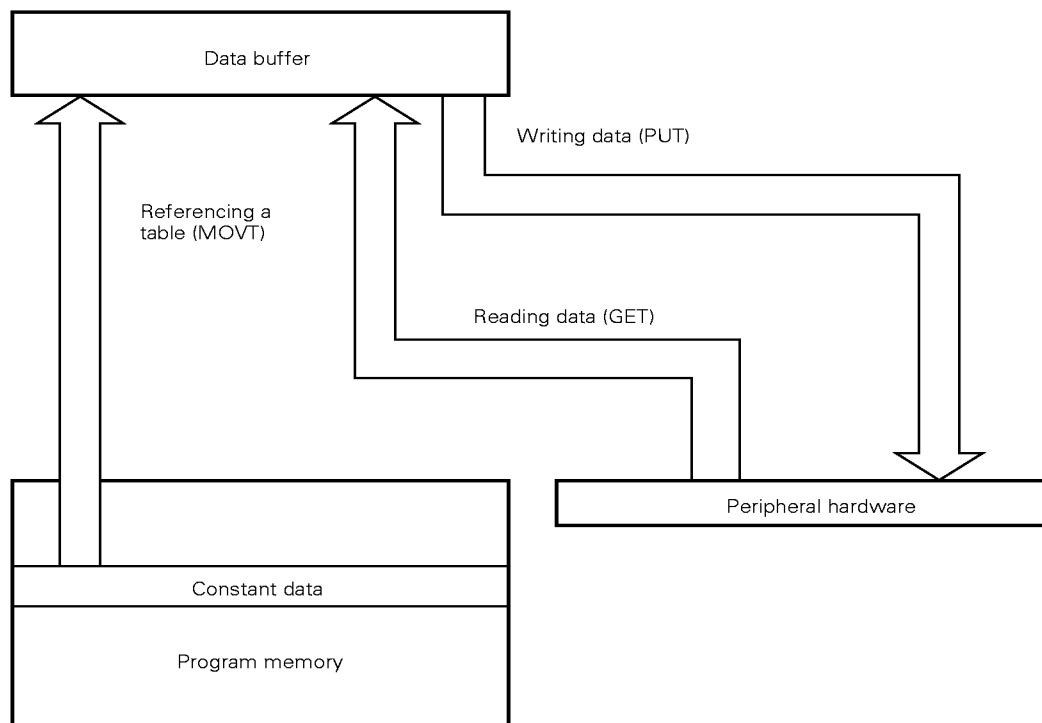 Data buffer
Writing data (PUT)
Referencing a
table (MOVT)
Reading data (GET)
Peripheral hardware
Constant data
Program memory